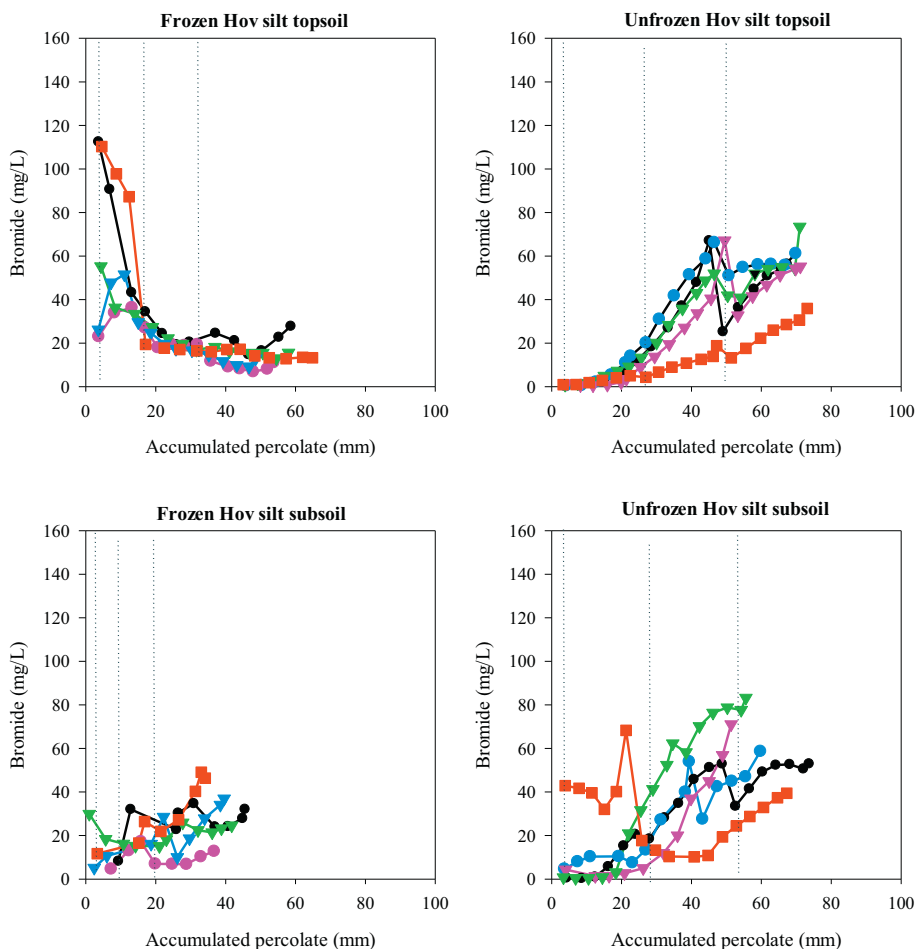 Frozen Hov silt topsoil
160
140
120
100
80
60
40
20
0
Bromide (mg/L)
0 20 40 60 80 100
Accumulated percolate (mm)
Unfrozen Hov silt topsoil
160
140
120
100
80
60
40
20
0
Bromide (mg/L)
0 20 40 60 80 100
Accumulated percolate (mm)
Frozen Hov silt subsoil
160
140
120
100
80
60
40
20
0
Bromide (mg/L)
0 20 40 60 80 100
Accumulated percolate (mm)
Unfrozen Hov silt subsoil
160
140
120
100
80
60
40
20
0
Bromide (mg/L)
0 20 40 60 80 100
Accumulated percolate (mm)